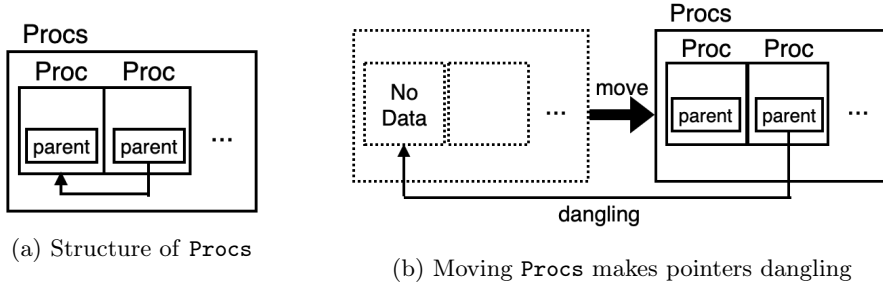 Procs
Proc Proc
parent parent ...
(a) Structure of Procs
Procs
Proc Proc
No
Data
...
move
parent parent ...
dangling
(b) Moving Procs makes pointers dangling